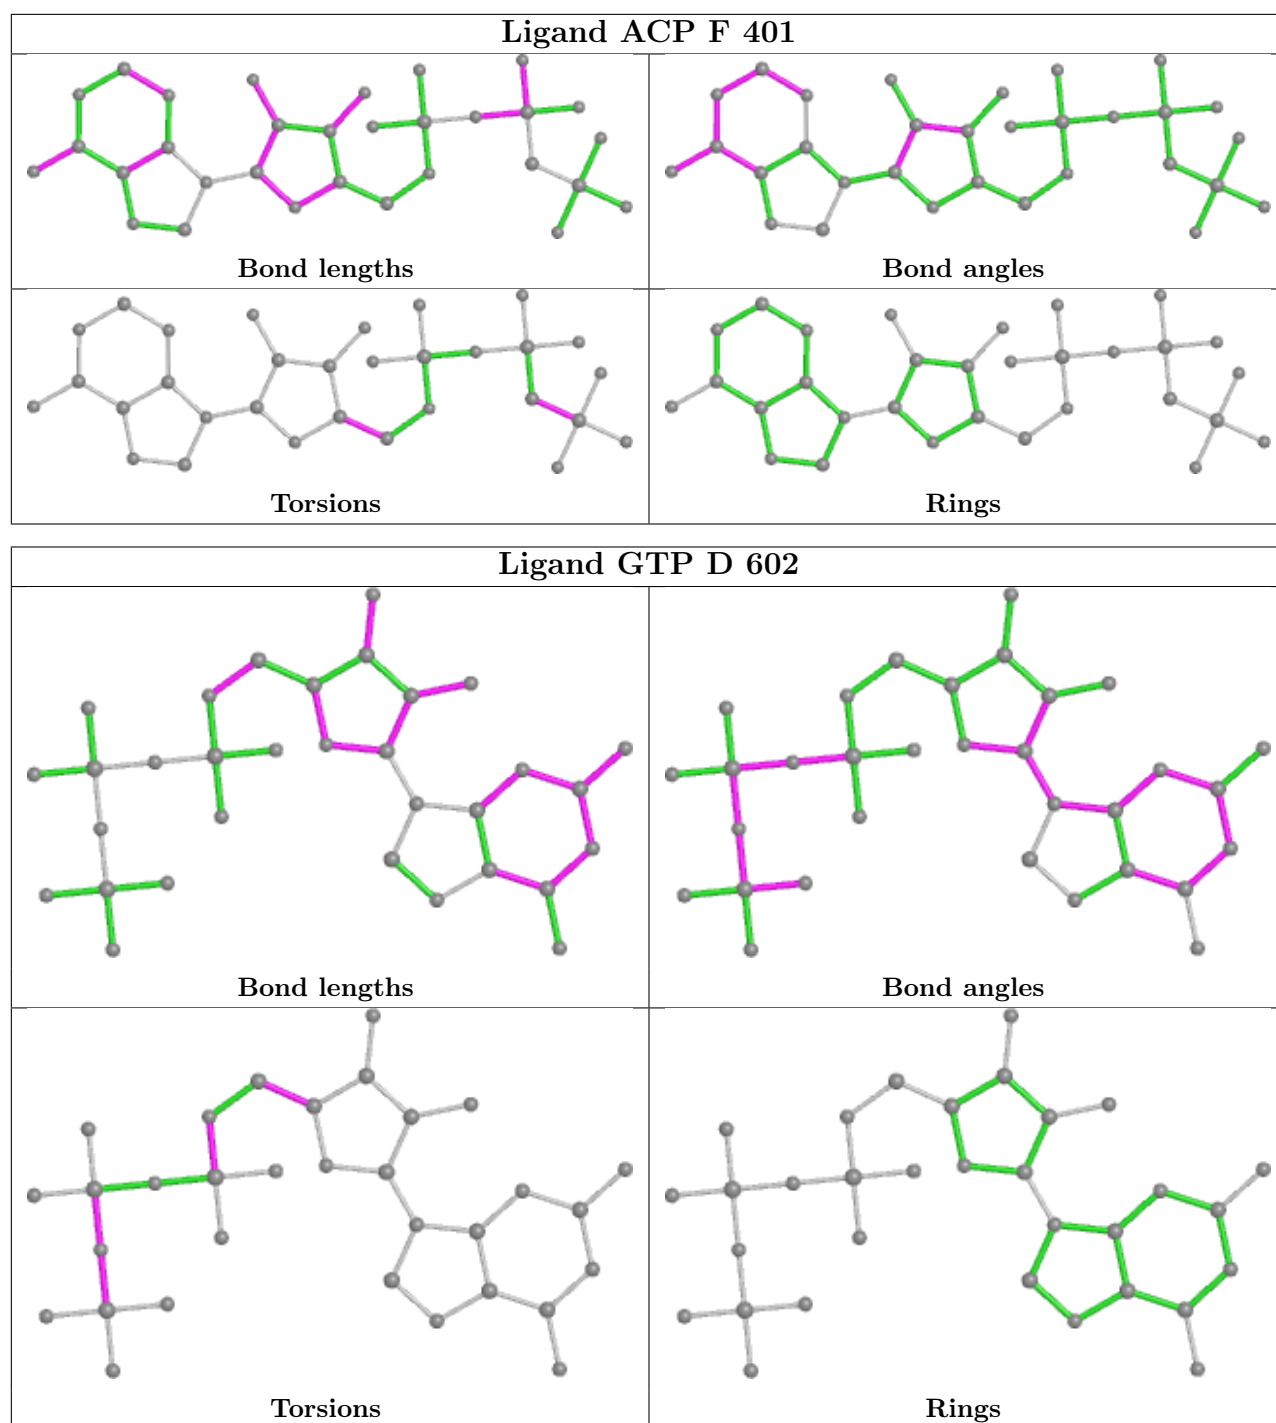 Ligand ACP F 401
Bond lengths
Bond angles
Torsions
Rings
Ligand GTP D 602
Bond lengths
Bond angles
Torsions
Rings